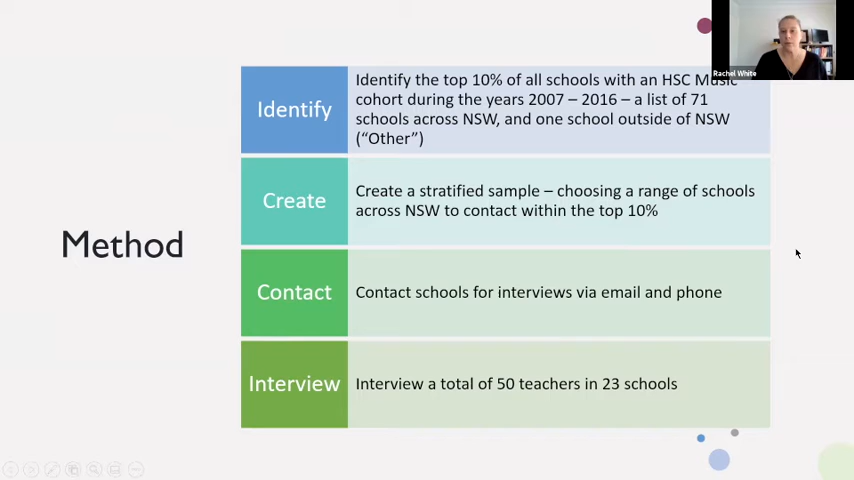 Rachel White
Method
Identify
Identify the top 10% of all schools with an HSC Music
cohort during the years 2007 – 2016 – a list of 71
schools across NSW, and one school outside of NSW
(“Other”)
Create
Create a stratified sample – choosing a range of schools
across NSW to contact within the top 10%
Contact
Contact schools for interviews via email and phone
Interview
Interview a total of 50 teachers in 23 schools